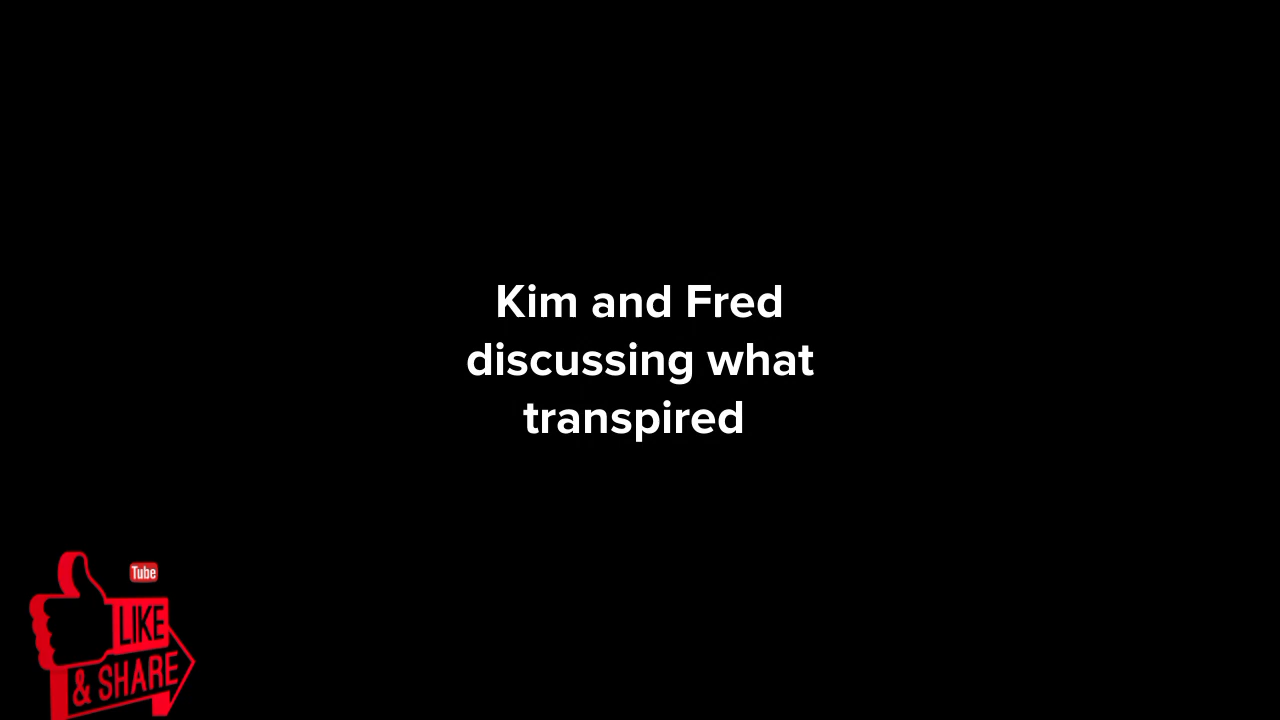 Kim and Fred
discussing what
transpired
Tube
LIKE
& SHARE